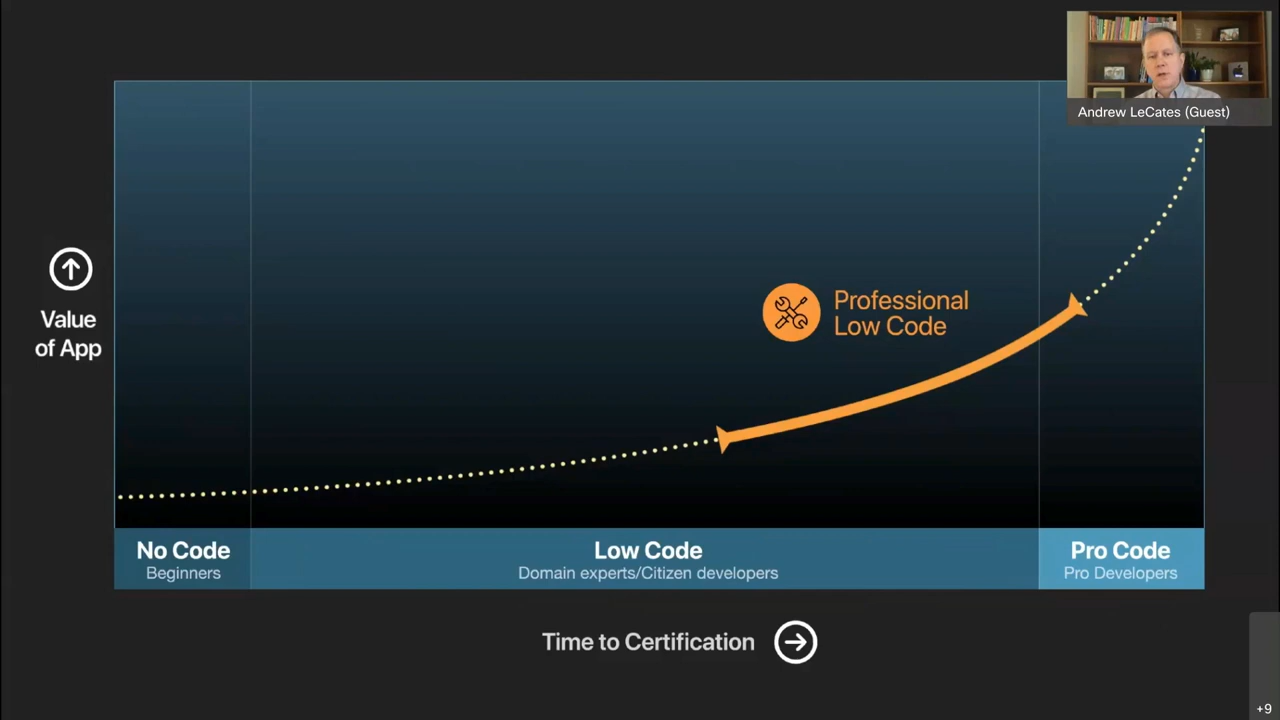 Andrew LeCates (Guest)
Value
of App
Professional
Low Code
No Code
Beginners
Low Code
Domain experts/Citizen developers
Pro Code
Pro Developers
Time to Certification
+9